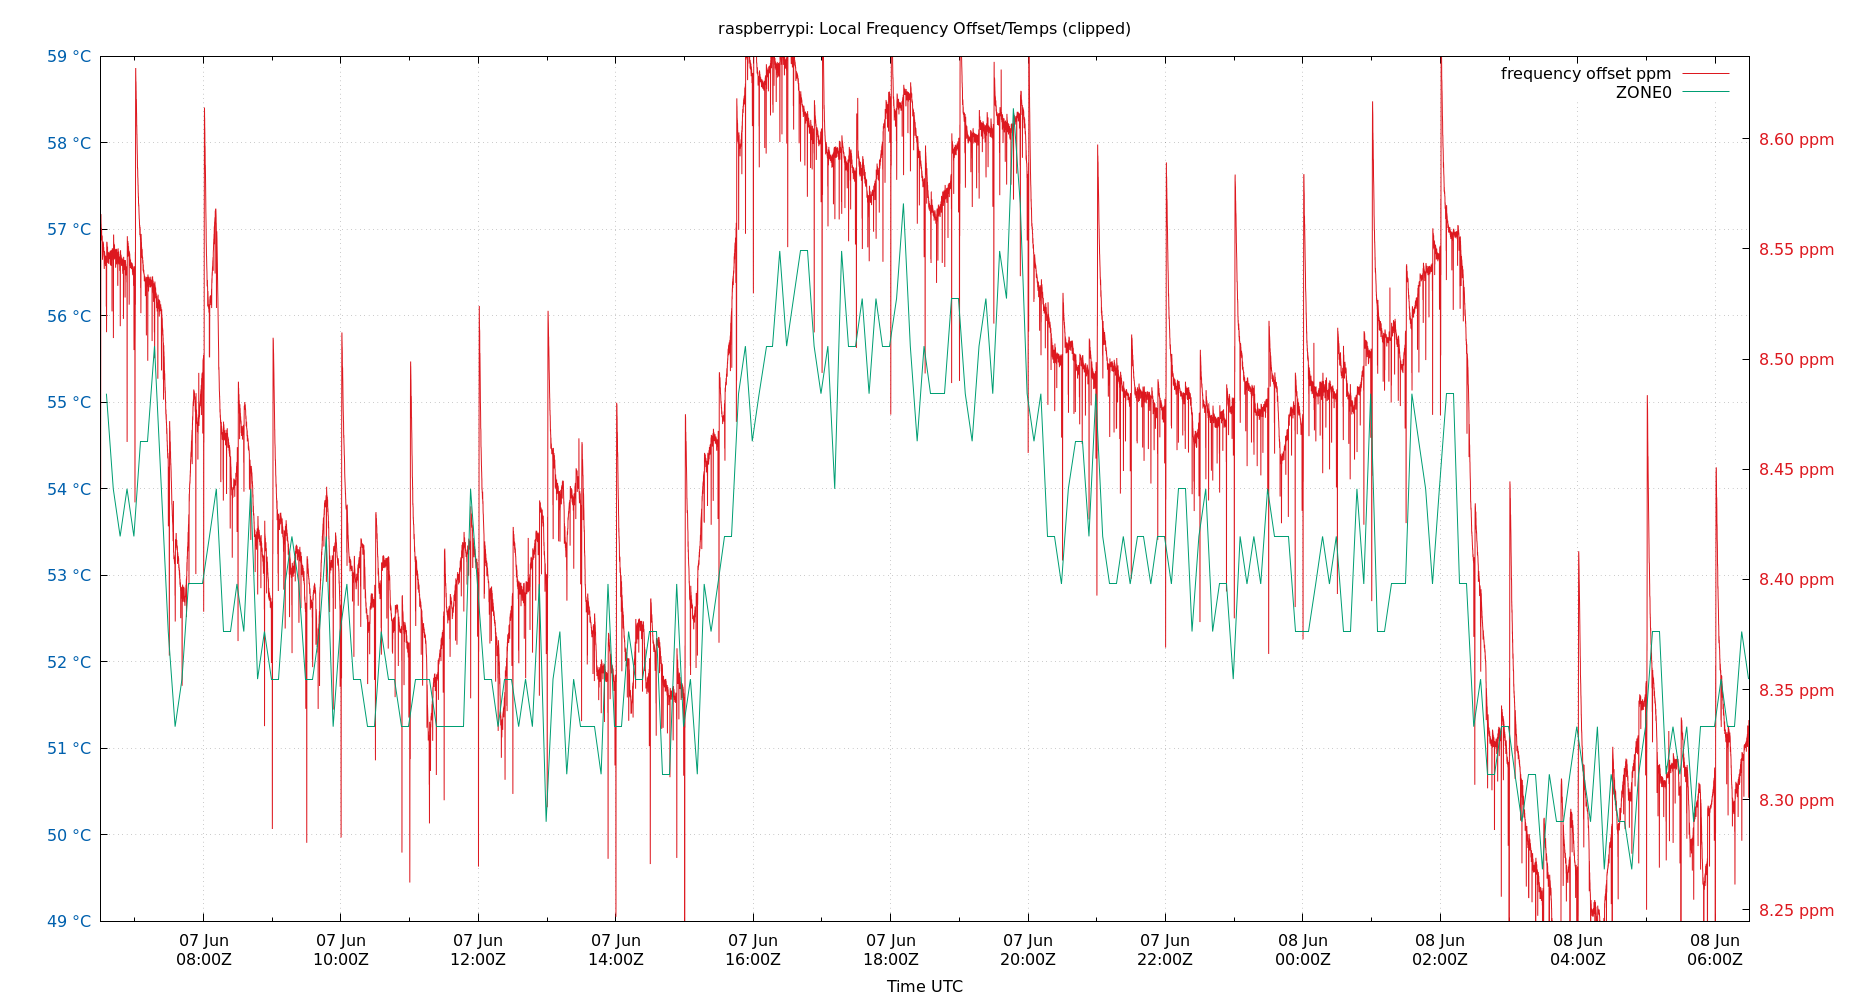 raspberrypi: Local Frequency Offset/Temps (clipped)
59 °C
58 °C
57 °C
56 °C
55 °C
54 °C
53 °C
52 °C
51 °C
50 °C
49 °C
frequency offset ppm
ZONE0
8.60 ppm
8.55 ppm
8.50 ppm
8.45 ppm
8.40 ppm
8.35 ppm
8.30 ppm
8.25 ppm
07 Jun 07 Jun 07 Jun 07 Jun 07 Jun 07 Jun 07 Jun 07 Jun 08 Jun 08 Jun 08 Jun 08 Jun
08:00Z 10:00Z 12:00Z 14:00Z 16:00Z 18:00Z 20:00Z 22:00Z 00:00Z 02:00Z 04:00Z 06:00Z
Time UTC